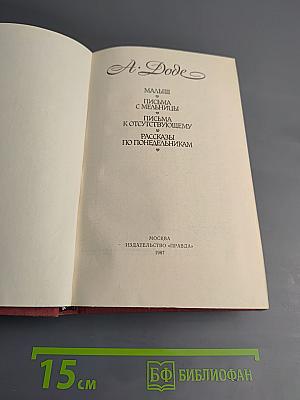 А. Доде
МАЛЫШ
ПИСЬМА
С МЕЛЬНИЦЫ
ПИСЬМА
К ОТСУТСТВУЮЩЕМУ
РАССКАЗЫ
ПО ПОНЕДЕЛЬНИКАМ
МОСКВА
ИЗДАТЕЛЬСТВО «ПРАВДА»
1987
15 см
БФ БИБЛИОФАН